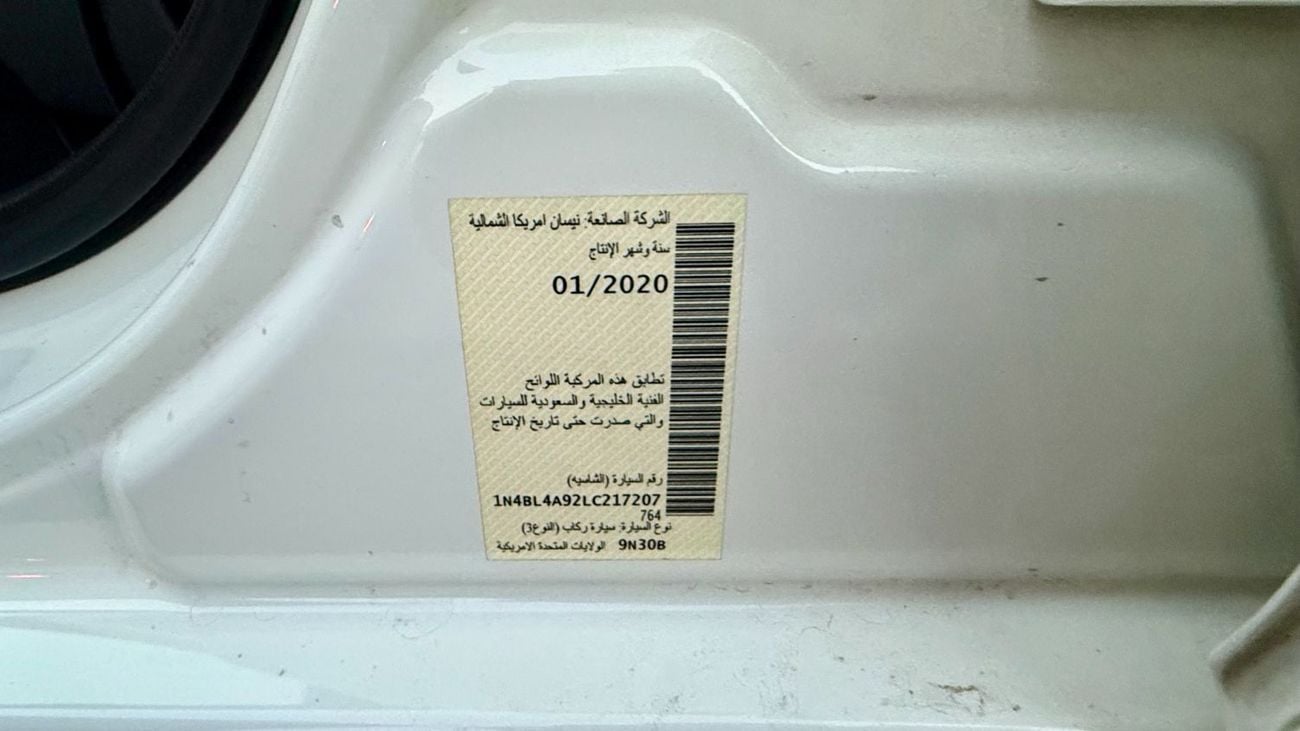 الشركة الصانعة: نيسان امريكا الشمالية
سنة وشهر الإنتاج
01/2020
تطابق هذه المركبة اللوائح
الفنية الخليجية والسعودية للسيارات
والتي صدرت حتى تاريخ الإنتاج
رقم السيارة (الشاسيه)
1N4BL4A92LC217207
764
نوع السيارة: سيارة ركاب (النوع3)
9N30B الولايات المتحدة الامريكية